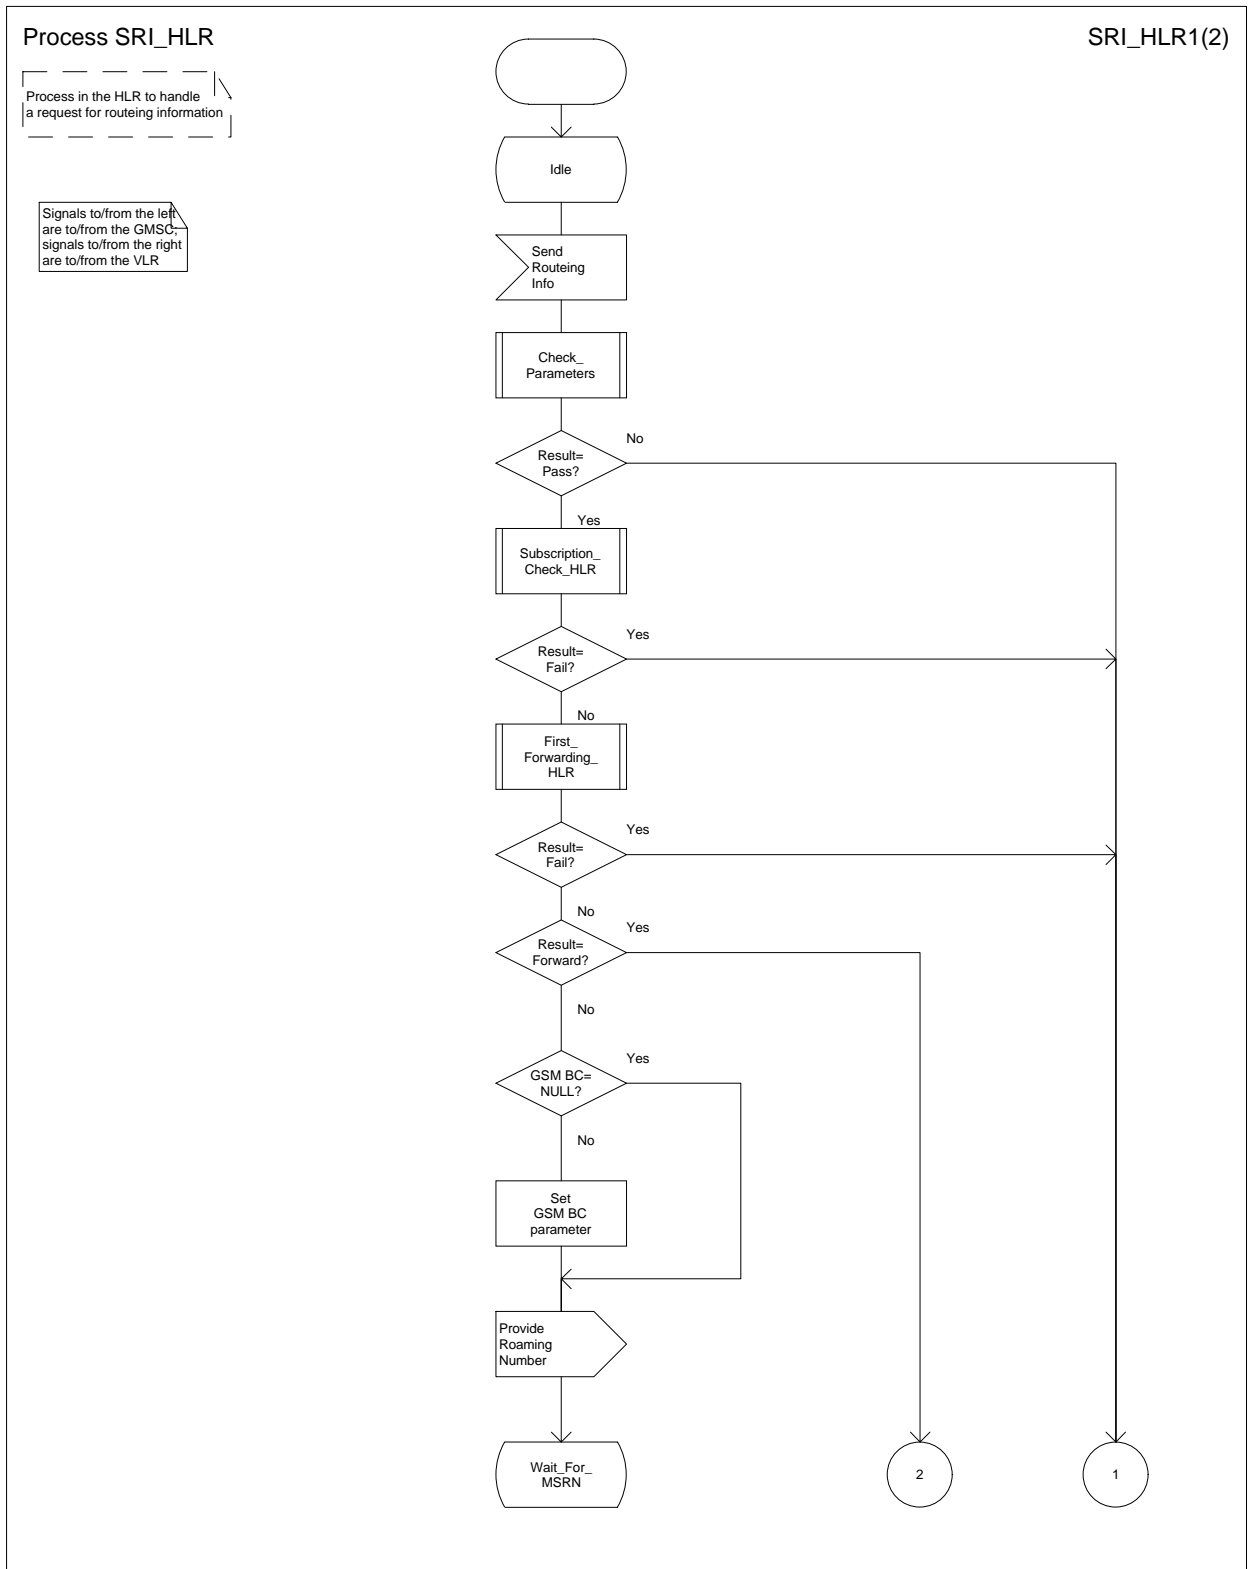 Process SRI_HLR
SRI_HLR1(2)
Process in the HLR to handle
a request for routeing information
Signals to/from the left
are to/from the GMSC;
signals to/from the right
are to/from the VLR
Idle
Send
Routeing
Info
Check_
Parameters
No
Result=
Pass?
Yes
Subscription_
Check_HLR
Yes
Result=
Fail?
No
First_
Forwarding_
HLR
Yes
Result=
Fail?
No
Yes
Result=
Forward?
No
Yes
GSM BC=
NULL?
No
Set
GSM BC
parameter
Provide
Roaming
Number
Wait_For_
MSRN
2
1